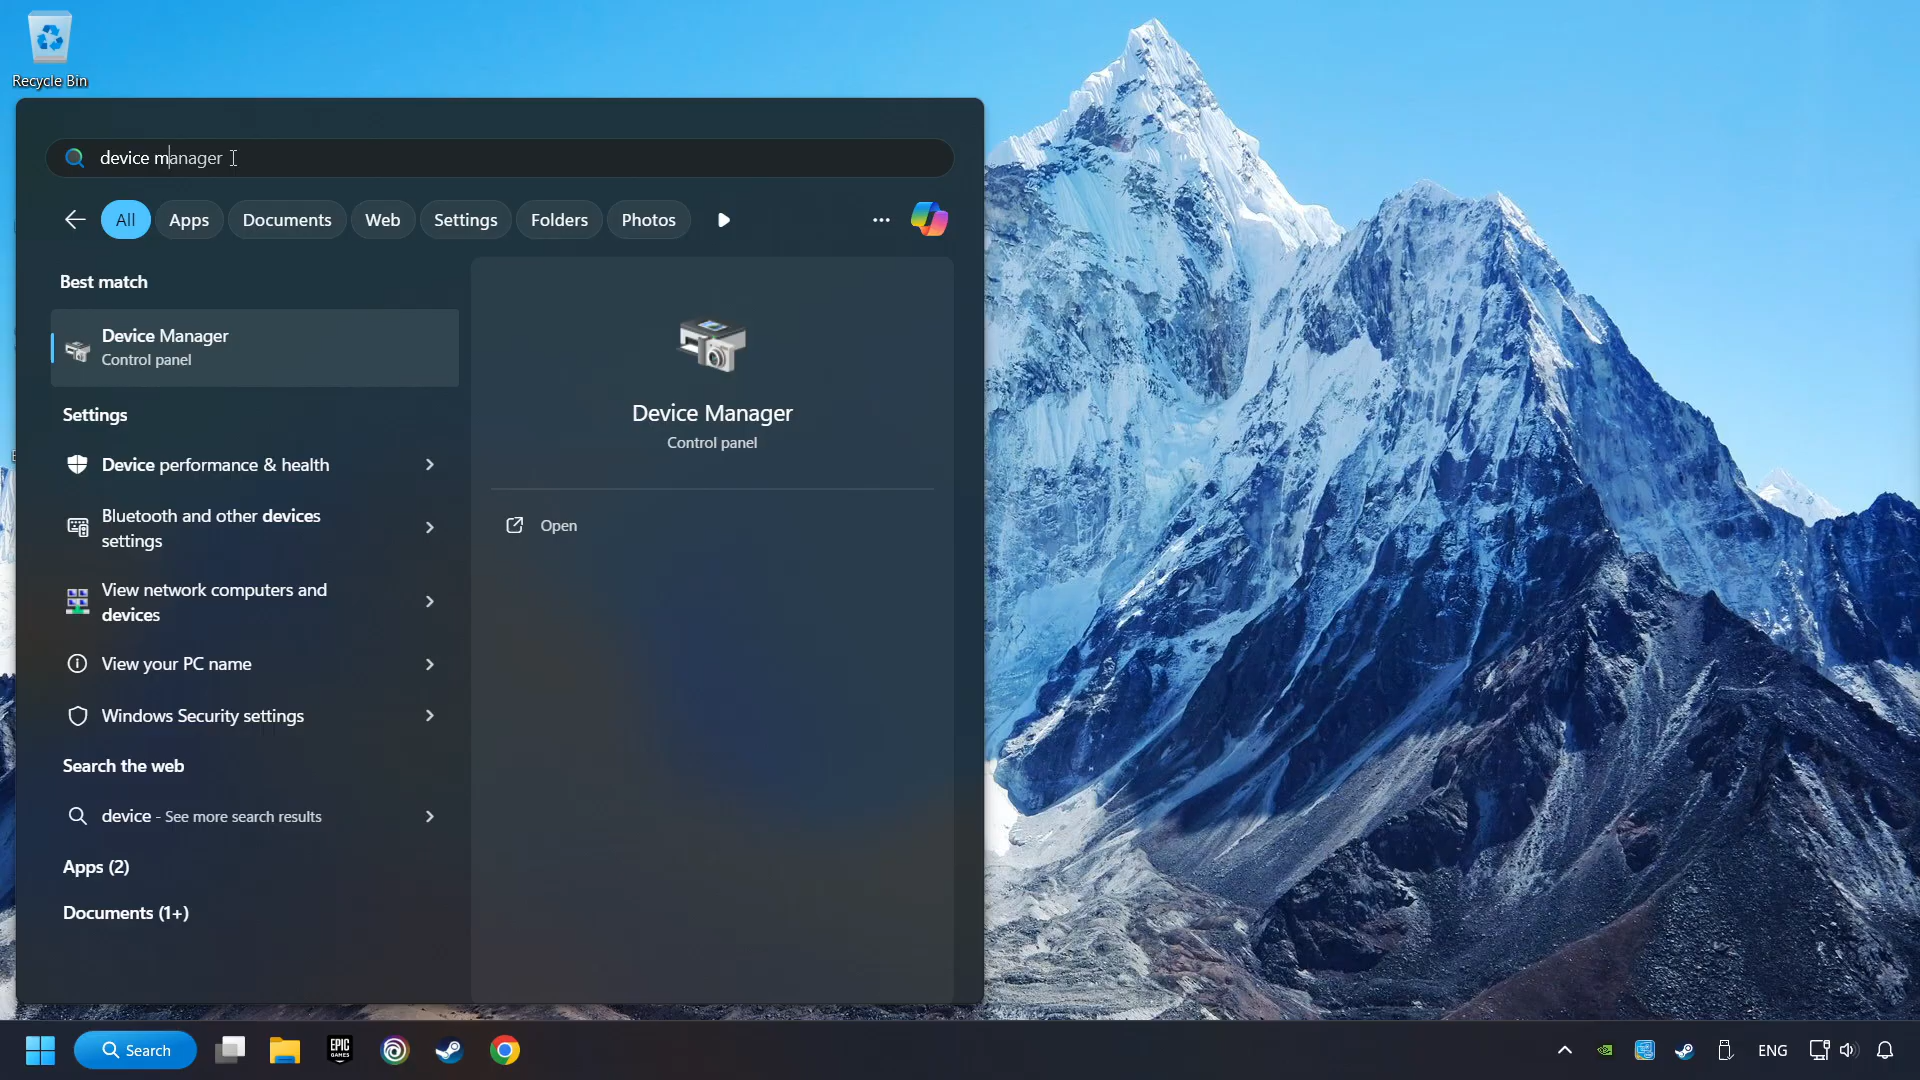 Recycle Bin
device manager
All
Apps
Documents
Web
Settings
Folders
Photos
Best match
Device Manager
Control panel
Settings
Device performance & health
Bluetooth and other devices
settings
View network computers and
devices
View your PC name
Windows Security settings
Search the web
device - See more search results
Apps (2)
Documents (1+)
Device Manager
Control panel
Open
Search
EPIC
GAMES
ENG